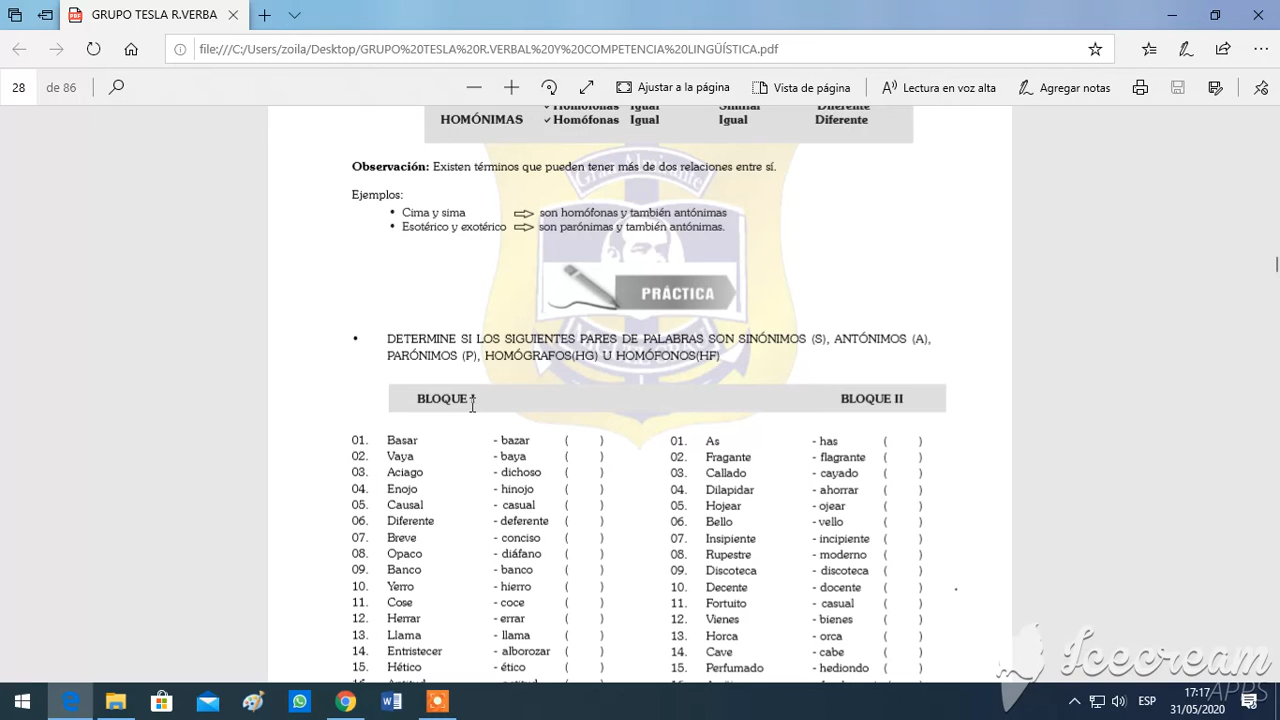 GRUPO TESLA R.VERBA
file:///C:/Users/zoila/Desktop/GRUPO%20TESLA%20R.VERBAL%20Y%20COMPETENCIA%20LINGÜÍSTICA.pdf
28 de 86 Ajustar a la página Vista de página Lectura en voz alta Agregar notas
Homófonas Igual Similar Diferente
HOMÓNIMAS ✓ Homófonas Igual Igual Diferente
Observación: Existen términos que pueden tener más de dos relaciones entre sí.
Ejemplos:
• Cima y sima ⇨ son homófonas y también antónimas
• Esotérico y exotérico ⇨ son parónimas y también antónimas.
PRÁCTICA
• DETERMINE SI LOS SIGUIENTES PARES DE PALABRAS SON SINÓNIMOS (S), ANTÓNIMOS (A),
PARÓNIMOS (P), HOMÓGRAFOS(HG) U HOMÓFONOS(HF)
BLOQUE BLOQUE II
01. Basar - bazar ( )
02. Vaya - baya ( )
03. Aciago - dichoso ( )
04. Enojo - hinojo ( )
05. Causal - casual ( )
06. Diferente - deferente ( )
07. Breve - conciso ( )
08. Opaco - diáfano ( )
09. Banco - banco ( )
10. Yerro - hierro ( )
11. Cose - coce ( )
12. Herrar - errar ( )
13. Llama - llama ( )
14. Entristecer - alborozar ( )
15. Hético - ético ( )
01. As - has ( )
02. Fragante - flagrante ( )
03. Callado - cayado ( )
04. Dilapidar - ahorrar ( )
05. Hojear - ojear ( )
06. Bello - vello ( )
07. Insipiente - incipiente ( )
08. Rupestre - moderno ( )
09. Discoteca - discoteca ( )
10. Decente - docente ( )
11. Fortuito - casual ( )
12. Vienes - bienes ( )
13. Horca - orca ( )
14. Cave - cabe ( )
15. Perfumado - hediondo ( )
Icecream
APPS
ESP
17:17
31/05/2020